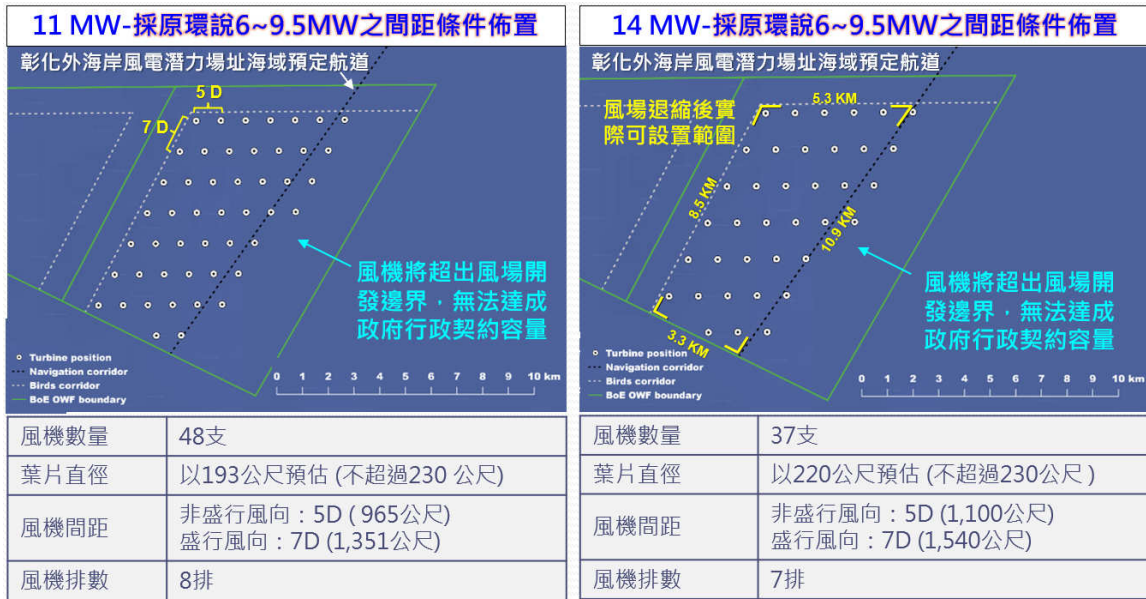 11 MW-採原環說6~9.5MW之間距條件佈置
彰化外海岸風電潛力場址海域預定航道
5 D
7 D
風機將超出風場開
發邊界，無法達成
政府行政契約容量
Turbine position
Navigation corridor
Birds corridor
BoE OWF boundary
0 1 2 3 4 5 6 7 8 9 10 km
風機數量 48支
葉片直徑 以193公尺預估 (不超過230 公尺)
風機間距 非盛行風向：5D ( 965公尺)
盛行風向：7D (1,351公尺)
風機排數 8排
14 MW-採原環說6~9.5MW之間距條件佈置
彰化外海岸風電潛力場址海域預定航道
風場退縮後實
際可設置範圍
5.3 KM
8.5 KM
10.9 KM
3.3 KM
風機將超出風場開
發邊界，無法達成
政府行政契約容量
Turbine position
Navigation corridor
Birds corridor
BoE OWF boundary
0 1 2 3 4 5 6 7 8 9 10 km
風機數量 37支
葉片直徑 以220公尺預估 (不超過230公尺 )
風機間距 非盛行風向：5D (1,100公尺)
盛行風向：7D (1,540公尺)
風機排數 7排